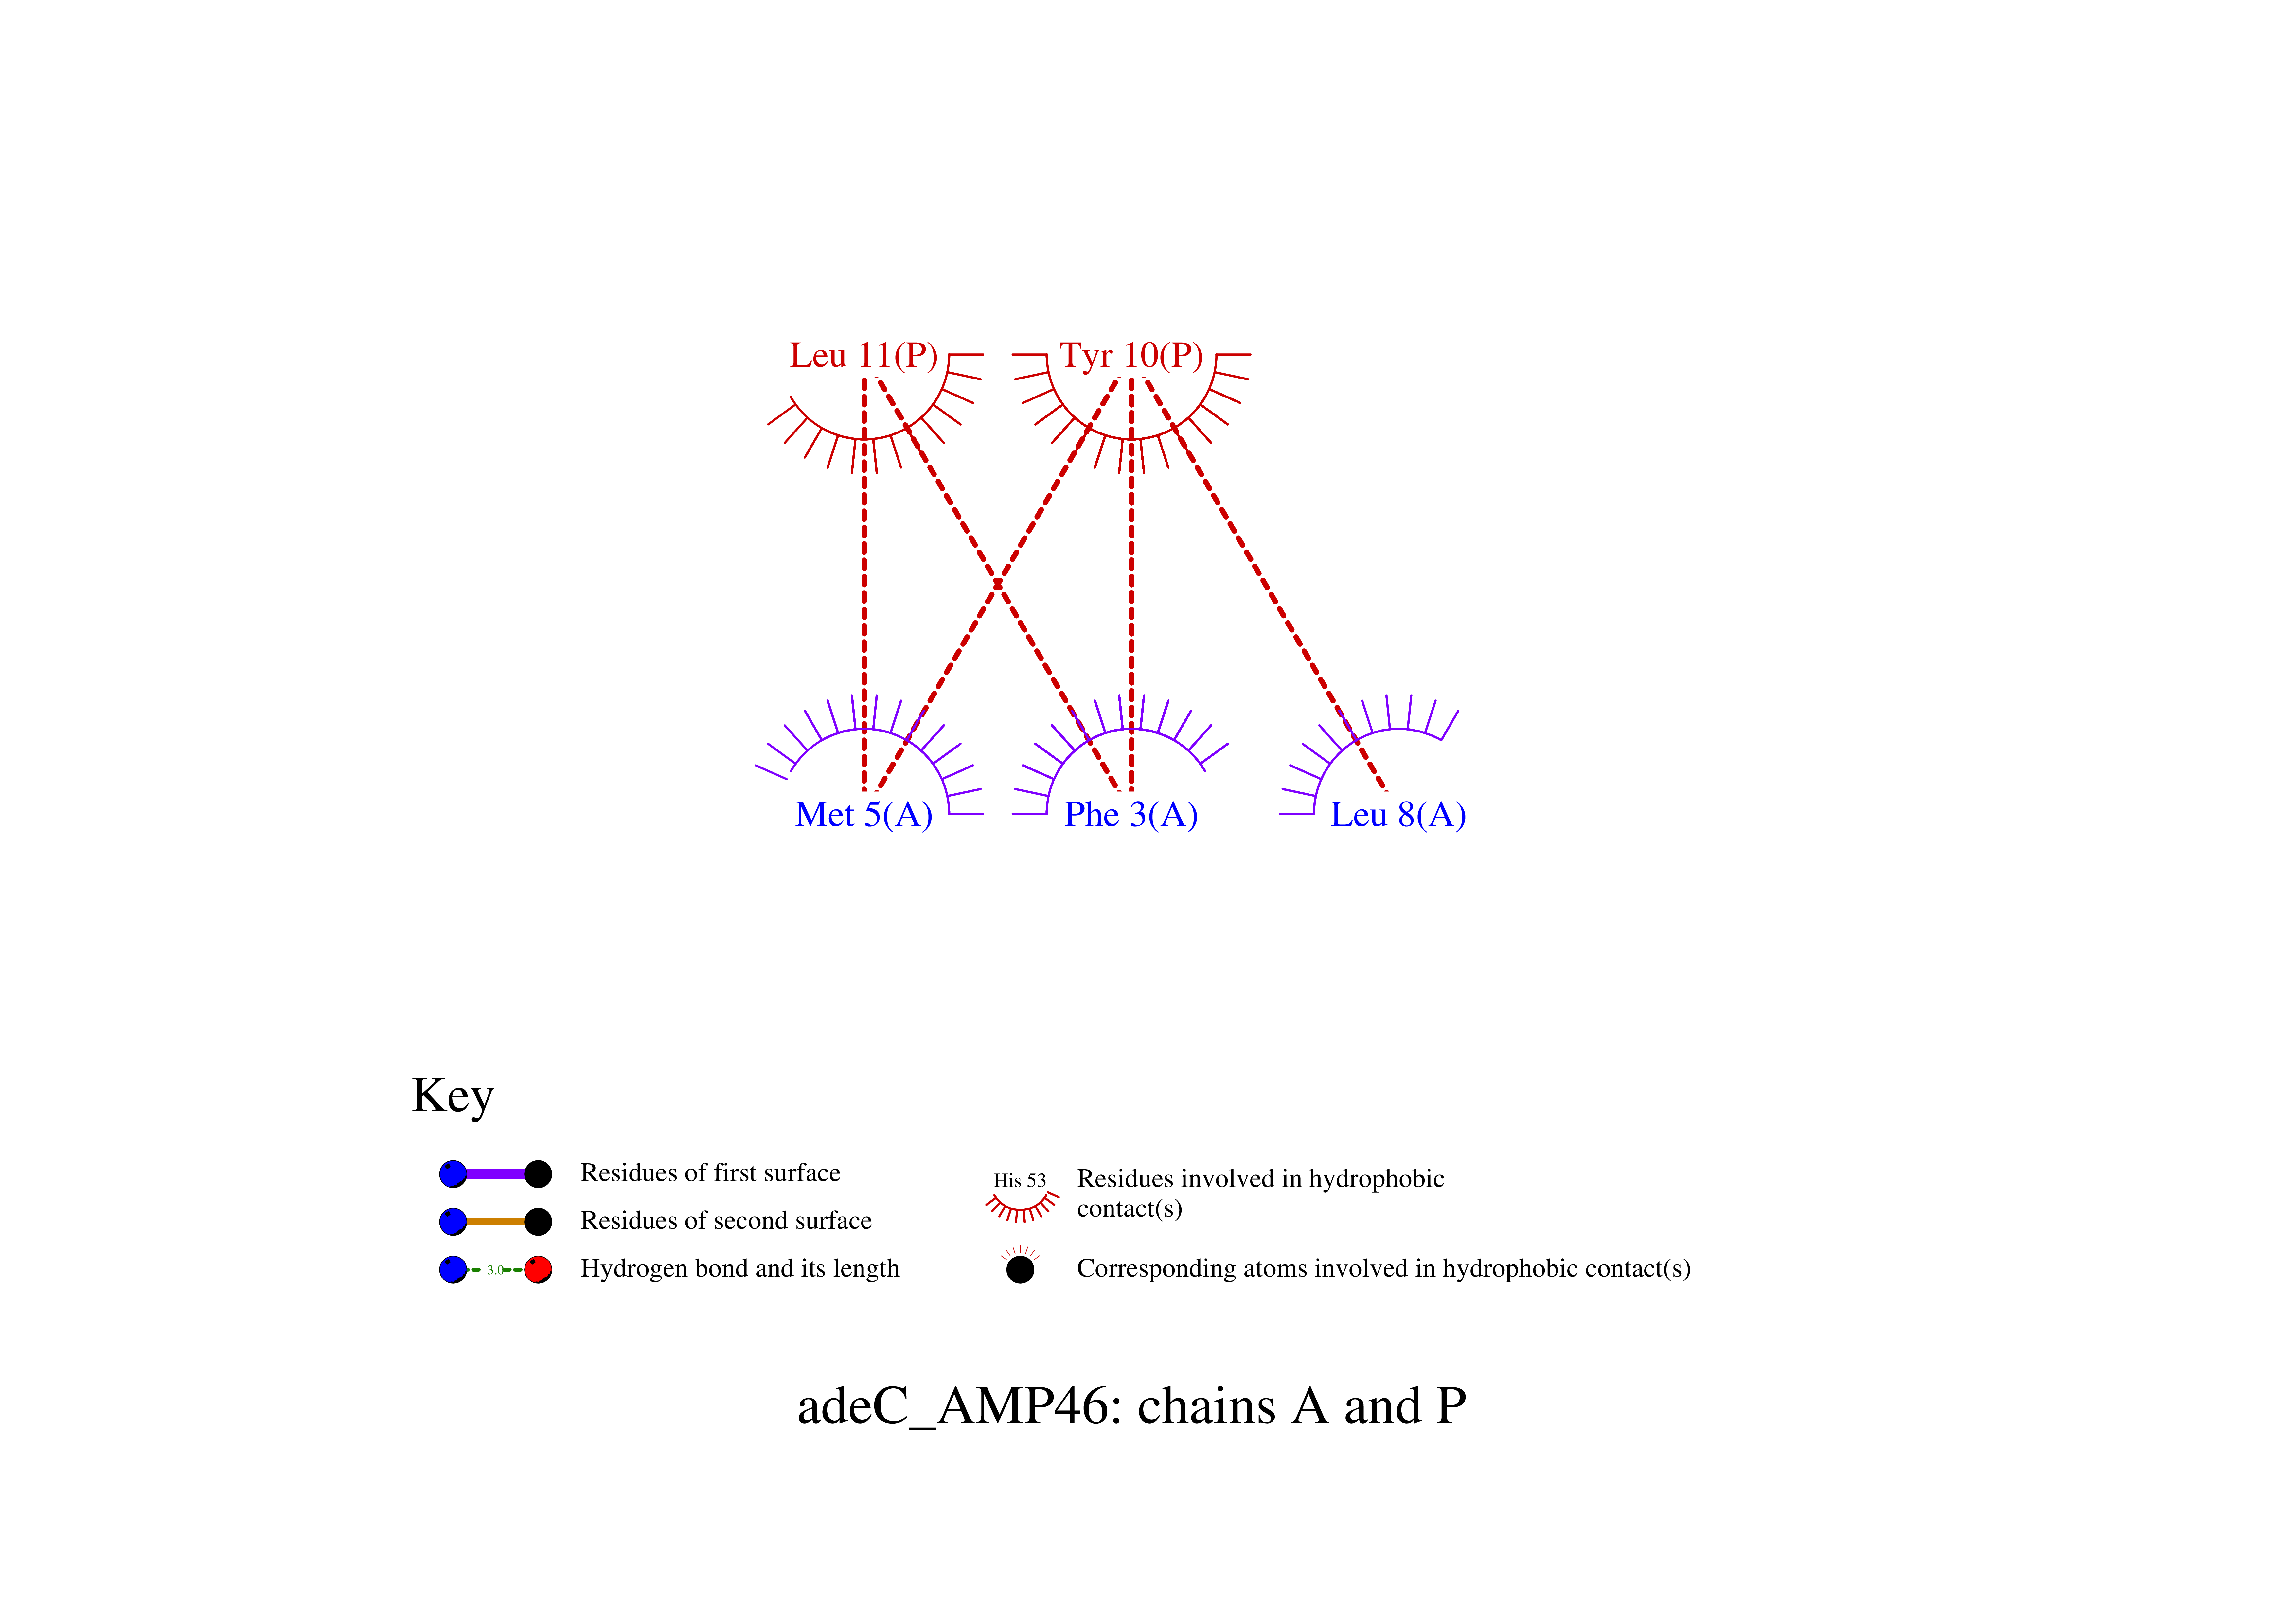 Leu 11(P) Tyr 10(P)
Met 5(A) Phe 3(A) Leu 8(A)
Key
Residues of first surface
Residues of second surface
3.0 Hydrogen bond and its length
His 53 Residues involved in hydrophobic
contact(s)
Corresponding atoms involved in hydrophobic contact(s)
adeC_AMP46: chains A and P